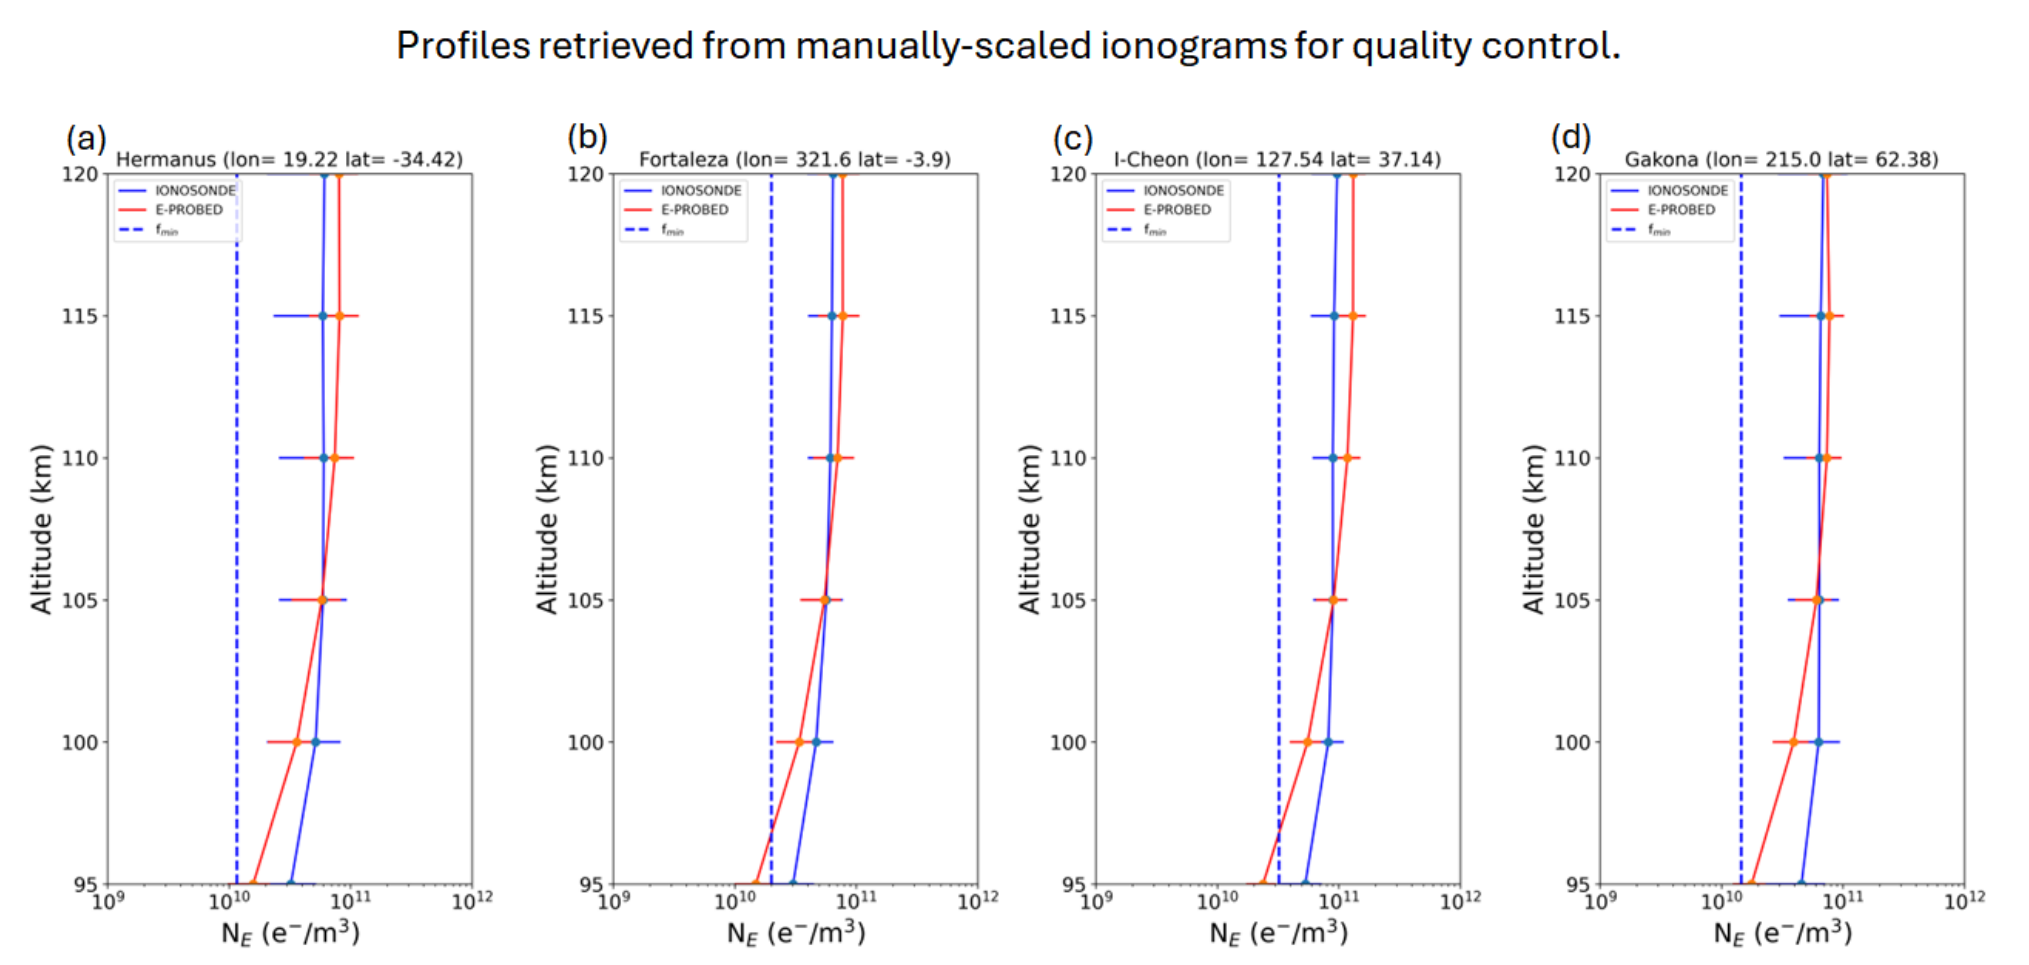 Profiles retrieved from manually-scaled ionograms for quality control.
(a)
Hermanus (lon= 19.22 lat= -34.42)
IONOSONDE
E-PROBED
fmin
120
115
110
105
100
95
Altitude (km)
10⁹ 10¹⁰ 10¹¹ 10¹²
N_E (e⁻/m³)
(b)
Fortaleza (lon= 321.6 lat= -3.9)
IONOSONDE
E-PROBED
fmin
120
115
110
105
100
95
Altitude (km)
10⁹ 10¹⁰ 10¹¹ 10¹²
N_E (e⁻/m³)
(c)
I-Cheon (lon= 127.54 lat= 37.14)
IONOSONDE
E-PROBED
fmin
120
115
110
105
100
95
Altitude (km)
10⁹ 10¹⁰ 10¹¹ 10¹²
N_E (e⁻/m³)
(d)
Gakona (lon= 215.0 lat= 62.38)
IONOSONDE
E-PROBED
fmin
120
115
110
105
100
95
Altitude (km)
10⁹ 10¹⁰ 10¹¹ 10¹²
N_E (e⁻/m³)